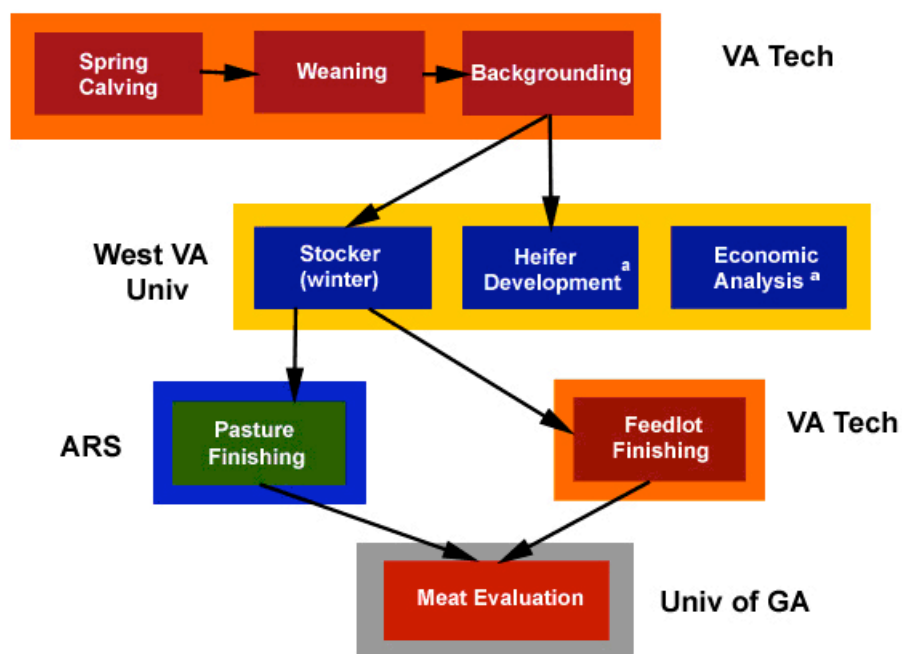 Spring
Calving
Weaning
Backgrounding
VA Tech
West VA
Univ
Stocker
(winter)
Heifer
Development a
Economic
Analysis a
ARS
Pasture
Finishing
Feedlot
Finishing
VA Tech
Meat Evaluation
Univ of GA